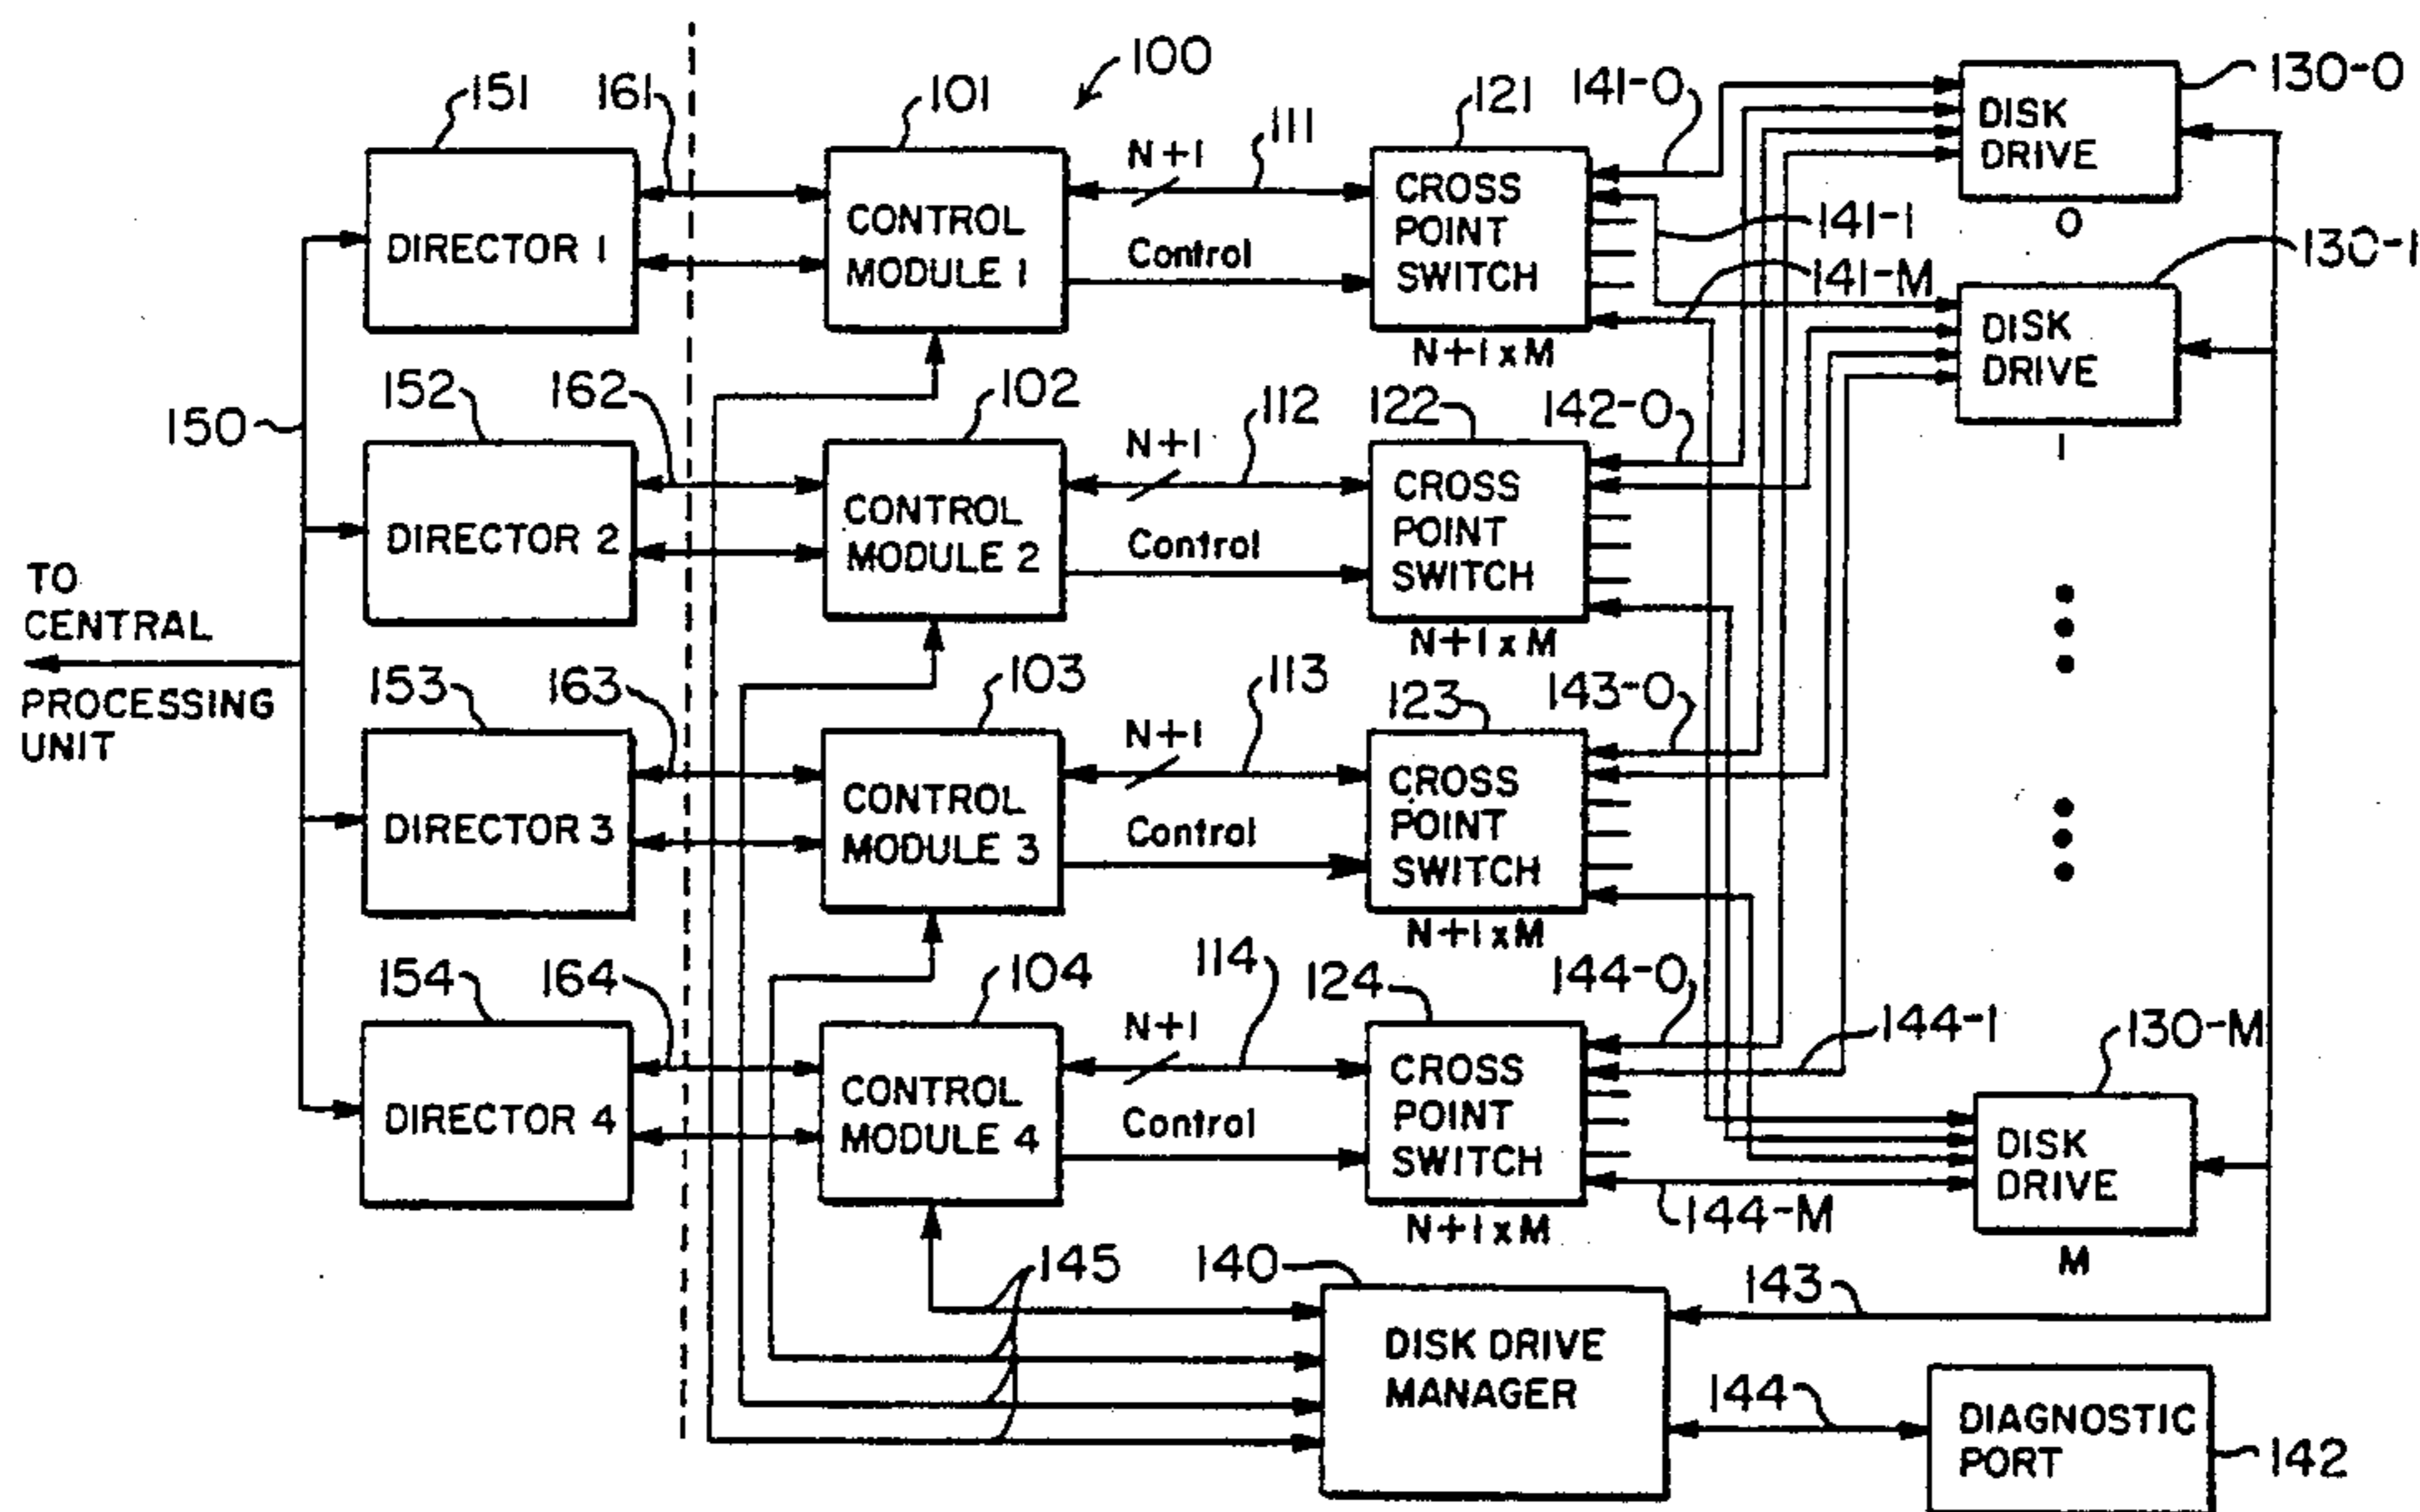 100
151
161
101
N+1
111
121
141-0
130-0
DIRECTOR 1
CONTROL
MODULE 1
Control
CROSS
POINT
SWITCH
N+1 x M
141-1
141-M
DISK
DRIVE
0
130-1
DISK
DRIVE
1
150
152
162
102
N+1
112
122
142-0
DIRECTOR 2
CONTROL
MODULE 2
Control
CROSS
POINT
SWITCH
N+1 x M
TO
CENTRAL
PROCESSING
UNIT
153
163
103
N+1
113
123
143-0
DIRECTOR 3
CONTROL
MODULE 3
Control
CROSS
POINT
SWITCH
N+1 x M
154
164
104
N+1
114
124
144-0
144-1
130-M
DIRECTOR 4
CONTROL
MODULE 4
Control
CROSS
POINT
SWITCH
N+1 x M
144-M
DISK
DRIVE
M
145
140
143
DISK DRIVE
MANAGER
144
DIAGNOSTIC
PORT
142